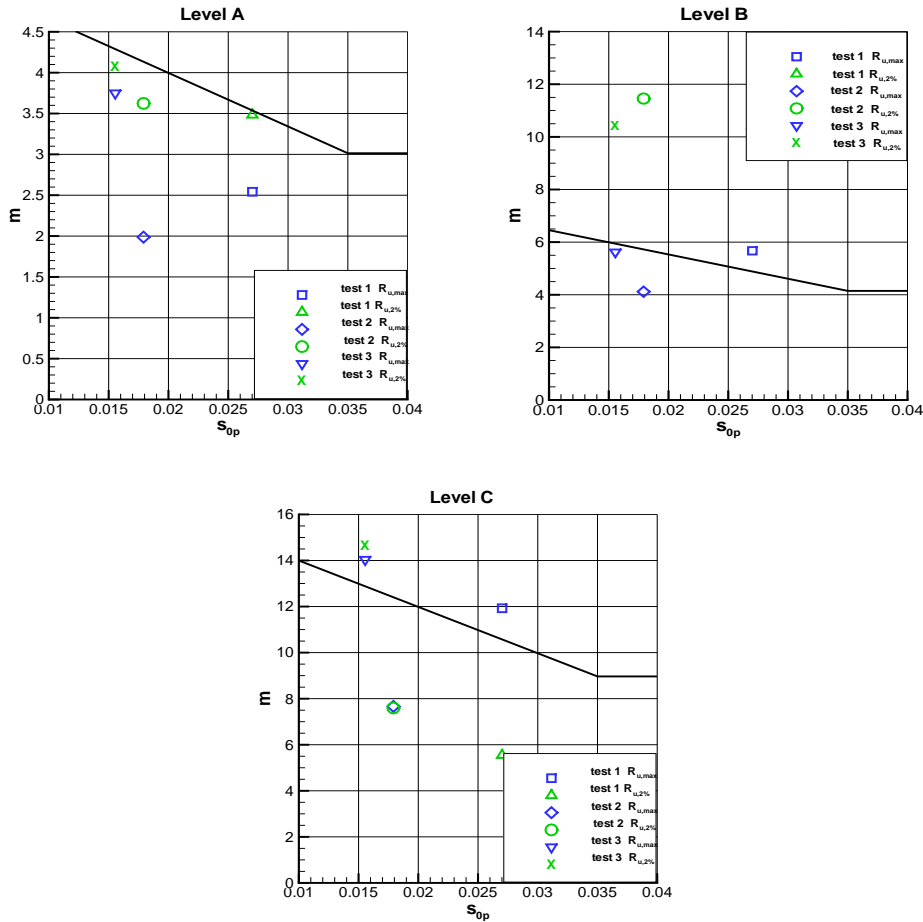 Level A
4.5
4
3.5
3
2.5
2
1.5
1
0.5
0
m
0.01
0.02
0.03
0.035
0.04
s0p
test 1 Ru,max
test 1 Ru,2%
test 2 Ru,max
test 2 Ru,2%
test 3 Ru,max
test 3 Ru,2%
Level B
14
12
10
8
6
4
2
0
m
0.01
0.015
0.02
0.025
0.03
0.035
0.04
s0p
test 1 Ru,max
test 1 Ru,2%
test 2 Ru,max
test 2 Ru,2%
test 3 Ru,max
test 3 Ru,2%
Level C
16
14
12
10
8
6
4
2
0
m
0.01
0.015
0.02
0.025
0.03
0.035
0.04
s0p
test 1 Ru,max
test 1 Ru,2%
test 2 Ru,max
test 2 Ru,2%
test 3 Ru,max
test 3 Ru,2%